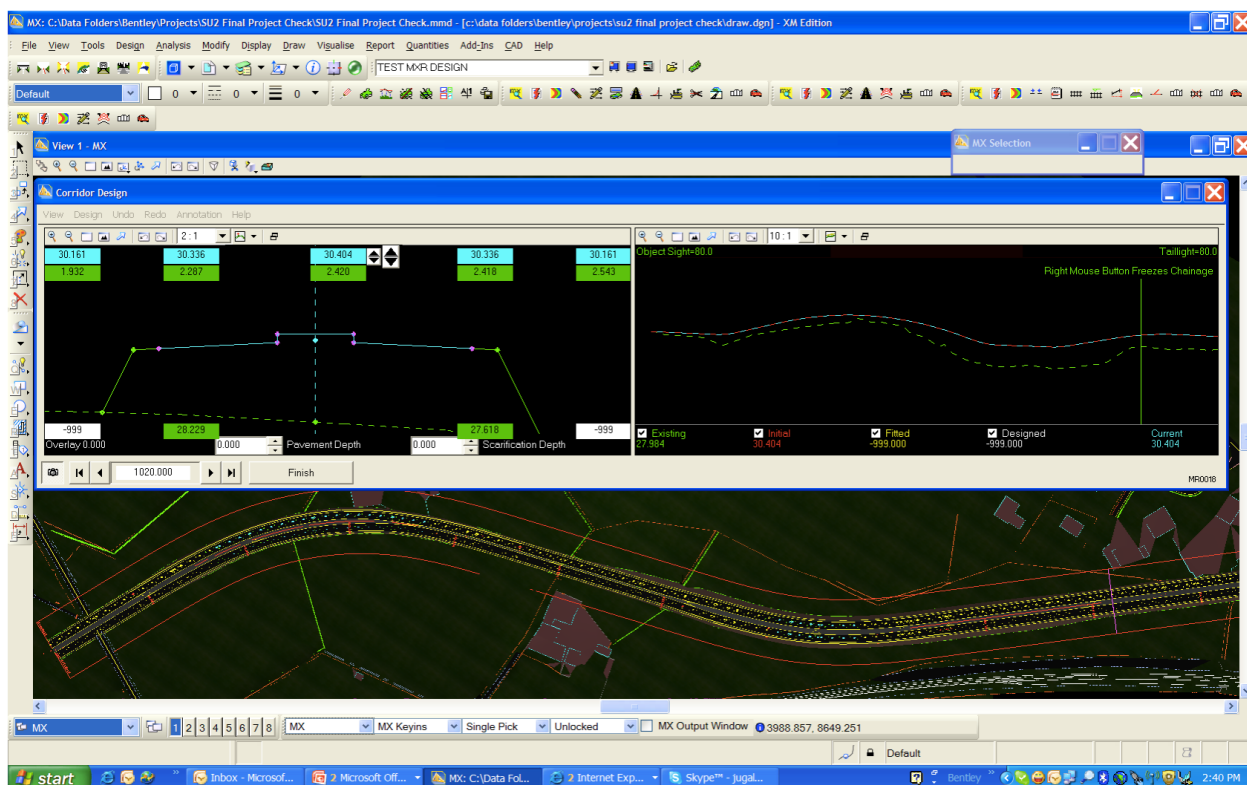 MX: C:\Data Folders\Bentley\Projects\SU2 Final Project Check\SU2 Final Project Check.mmd - [c:\data folders\bentley\projects\su2 final project check\draw.dgn] - XM Edition
File View Tools Design Analysis Modify Display Draw Visualise Report Quantities Add-Ins CAD Help
TEST MXR DESIGN
Default 0 0 0
View 1 - MX
MX Selection
Corridor Design
View Design Undo Redo Annotation Help
2:1 10:1
30.161 30.336 30.404 30.336 30.161
1.932 2.287 2.420 2.418 2.543
Object Sight=80.0 Taillight=80.0
Right Mouse Button Freezes Chainage
-999 28.229 27.618 -999
Overlay 0.000 0.000 Pavement Depth 0.000 Scarification Depth
Existing Initial Fitted Designed Current
27.984 30.404 -999.000 -999.000 30.404
1020.000 Finish
MR0018
MX 1 2 3 4 5 6 7 8 MX MX Keyins Single Pick Unlocked MX Output Window 3988.857, 8649.251
Default
start Inbox - Microsof... 2 Microsoft Off... MX: C:\Data Fol... 2 Internet Exp... Skype™ - jugal... Bentley 2:40 PM